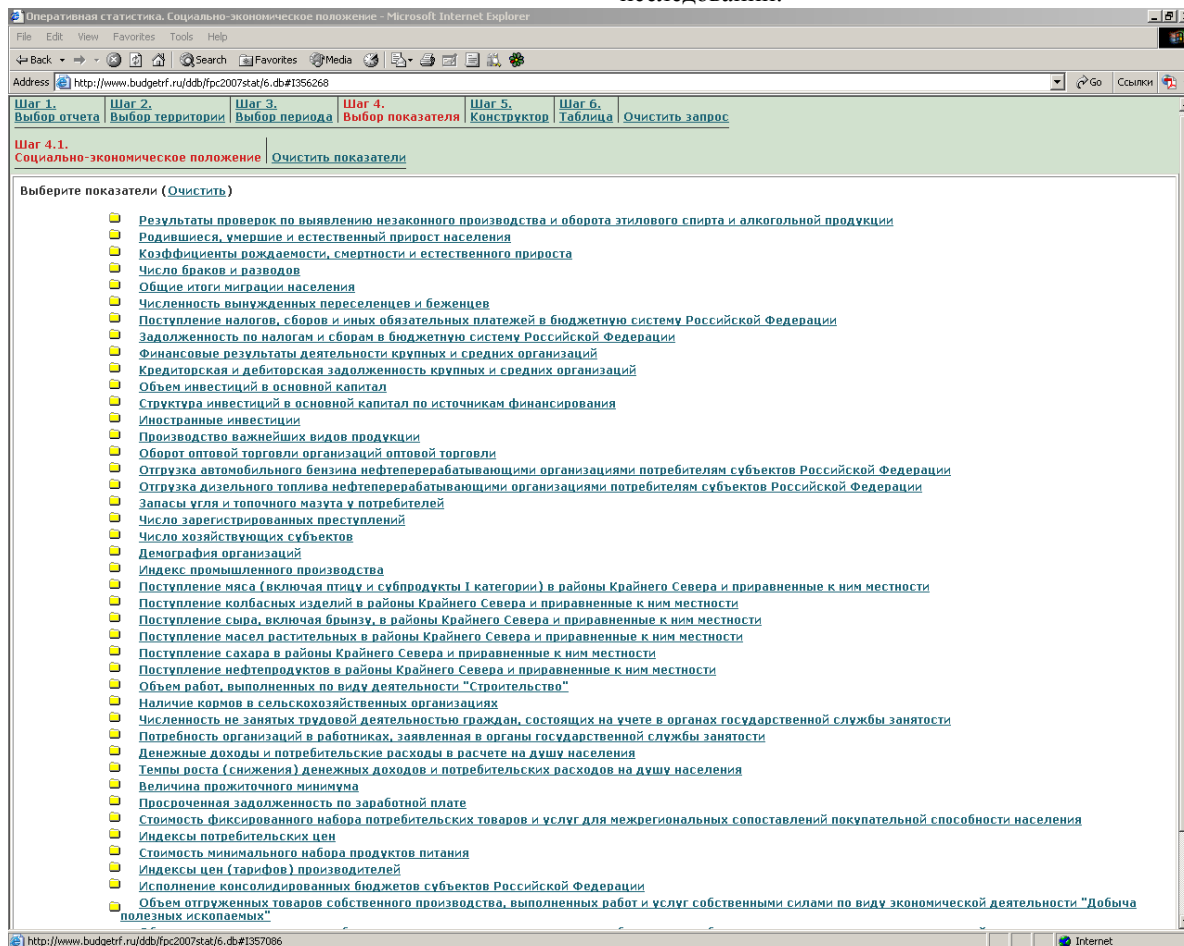 Оперативная статистика. Социально-экономическое положение - Microsoft Internet Explorer
File Edit View Favorites Tools Help
Back Search Favorites Media
Address http://www.budgetrf.ru/ddb/fpc2007stat/6.db#I356268 Go Ссылки
Шаг 1. Шаг 2. Шаг 3. Шаг 4. Шаг 5. Шаг 6.
Выбор отчета Выбор территории Выбор периода Выбор показателя Конструктор Таблица Очистить запрос
Шаг 4.1.
Социально-экономическое положение Очистить показатели
Выберите показатели (Очистить)
Результаты проверок по выявлению незаконного производства и оборота этилового спирта и алкогольной продукции
Родившиеся, умершие и естественный прирост населения
Коэффициенты рождаемости, смертности и естественного прироста
Число браков и разводов
Общие итоги миграции населения
Численность вынужденных переселенцев и беженцев
Поступление налогов, сборов и иных обязательных платежей в бюджетную систему Российской Федерации
Задолженность по налогам и сборам в бюджетную систему Российской Федерации
Финансовые результаты деятельности крупных и средних организаций
Кредиторская и дебиторская задолженность крупных и средних организаций
Объем инвестиций в основной капитал
Структура инвестиций в основной капитал по источникам финансирования
Иностранные инвестиции
Производство важнейших видов продукции
Оборот оптовой торговли организаций оптовой торговли
Отгрузка автомобильного бензина нефтеперерабатывающими организациями потребителям субъектов Российской Федерации
Отгрузка дизельного топлива нефтеперерабатывающими организациями потребителям субъектов Российской Федерации
Запасы угля и топочного мазута у потребителей
Число зарегистрированных преступлений
Число хозяйствующих субъектов
Демография организаций
Индекс промышленного производства
Поступление мяса (включая птицу и субпродукты I категории) в районы Крайнего Севера и приравненные к ним местности
Поступление колбасных изделий в районы Крайнего Севера и приравненные к ним местности
Поступление сыра, включая брынзу, в районы Крайнего Севера и приравненные к ним местности
Поступление масел растительных в районы Крайнего Севера и приравненные к ним местности
Поступление сахара в районы Крайнего Севера и приравненные к ним местности
Поступление нефтепродуктов в районы Крайнего Севера и приравненные к ним местности
Объем работ, выполненных по виду деятельности "Строительство"
Наличие кормов в сельскохозяйственных организациях
Численность не занятых трудовой деятельностью граждан, состоящих на учете в органах государственной службы занятости
Потребность организаций в работниках, заявленная в органы государственной службы занятости
Денежные доходы и потребительские расходы в расчете на душу населения
Темпы роста (снижения) денежных доходов и потребительских расходов на душу населения
Величина прожиточного минимума
Просроченная задолженность по заработной плате
Стоимость фиксированного набора потребительских товаров и услуг для межрегиональных сопоставлений покупательной способности населения
Индексы потребительских цен
Стоимость минимального набора продуктов питания
Индексы цен (тарифов) производителей
Исполнение консолидированных бюджетов субъектов Российской Федерации
Объем отгруженных товаров собственного производства, выполненных работ и услуг собственными силами по виду экономической деятельности "Добыча
полезных ископаемых"
http://www.budgetrf.ru/ddb/fpc2007stat/6.db#I357086 Internet